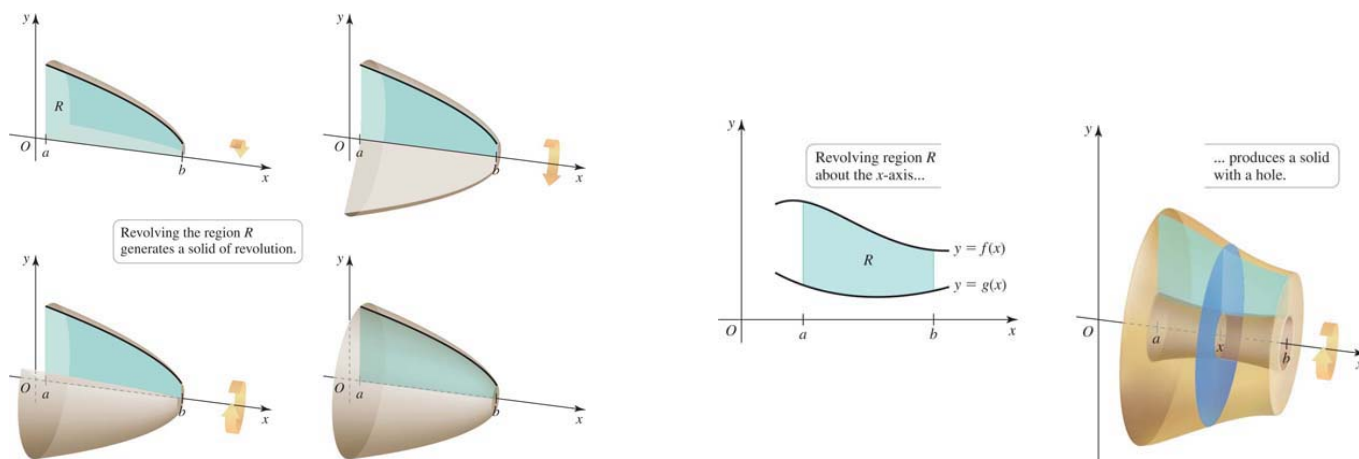 y
R
O
a
b
x
y
O
a
b
x
Revolving the region R
generates a solid of revolution.
y
O
a
b
x
y
O
a
b
x
y
Revolving region R
about the x-axis...
R
y = f(x)
y = g(x)
O
a
b
x
y
... produces a solid
with a hole.
O
a
x
b
x